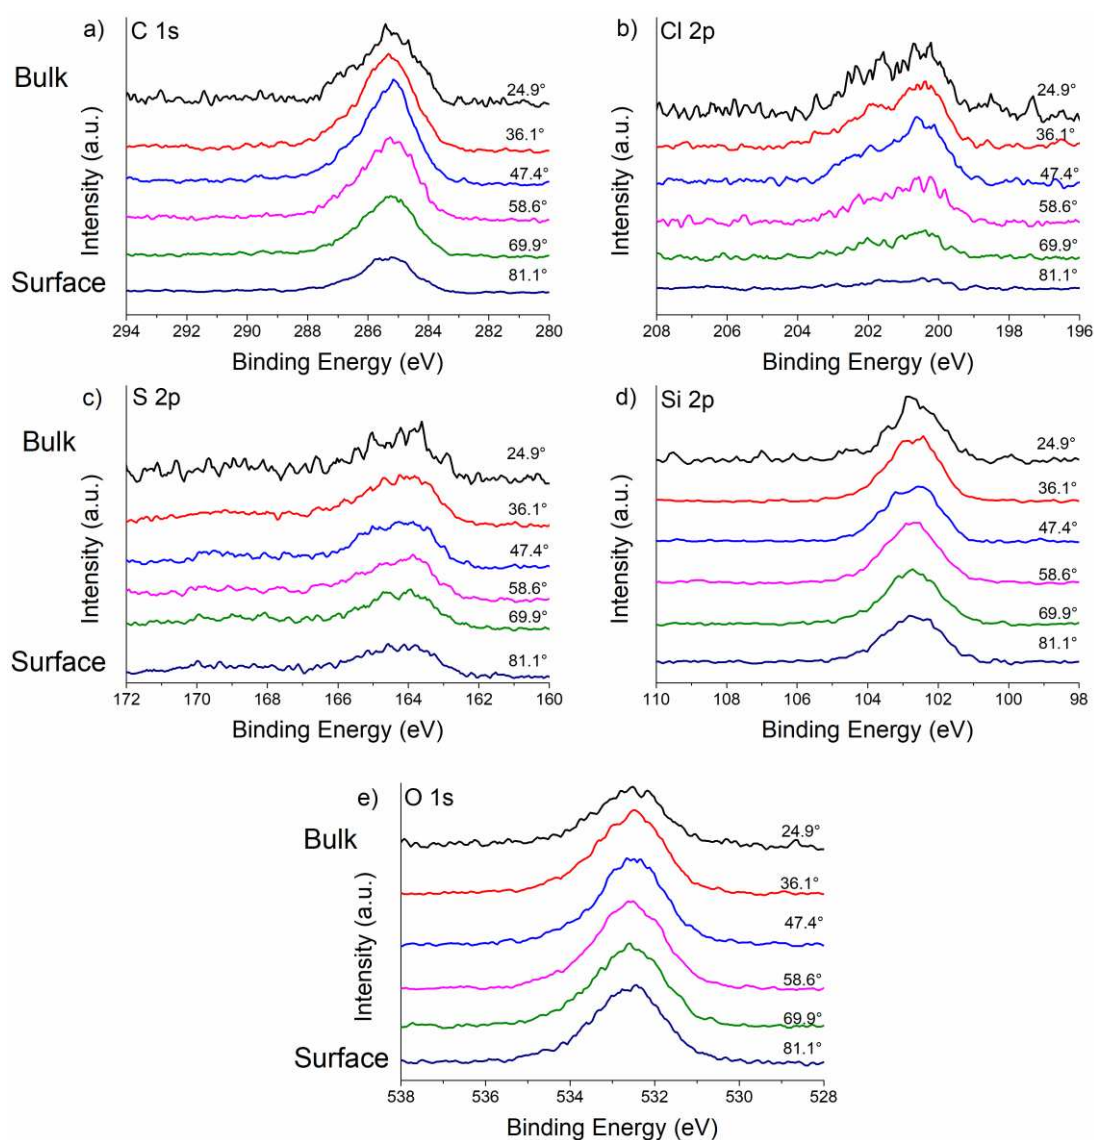 a) C 1s
Bulk
24.9°
36.1°
47.4°
58.6°
69.9°
Surface
81.1°
Intensity (a.u.)
294 292 290 288 286 284 282 280
Binding Energy (eV)
b) Cl 2p
24.9°
36.1°
47.4°
58.6°
69.9°
81.1°
Intensity (a.u.)
208 206 204 202 200 198 196
Binding Energy (eV)
c) S 2p
Bulk
24.9°
36.1°
47.4°
58.6°
69.9°
Surface
81.1°
Intensity (a.u.)
172 170 168 166 164 162 160
Binding Energy (eV)
d) Si 2p
24.9°
36.1°
47.4°
58.6°
69.9°
81.1°
Intensity (a.u.)
110 108 106 104 102 100 98
Binding Energy (eV)
e) O 1s
Bulk
24.9°
36.1°
47.4°
58.6°
69.9°
Surface
81.1°
Intensity (a.u.)
538 536 534 532 530 528
Binding Energy (eV)